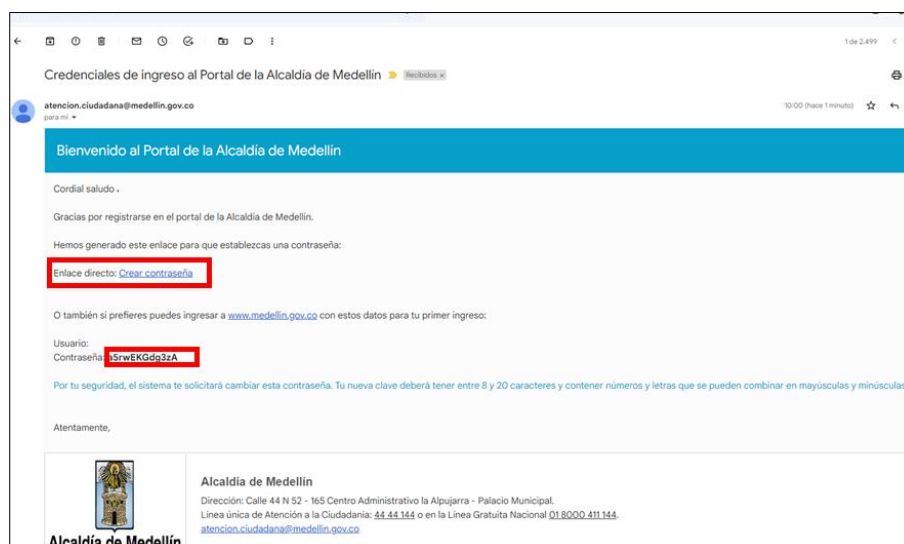 1 de 2.499
Credenciales de ingreso al Portal de la Alcaldía de Medellín Recibidos x
atencion.ciudadana@medellin.gov.co 10:00 (hace 1 minuto)
para mí
Bienvenido al Portal de la Alcaldía de Medellín
Cordial saludo .
Gracias por registrarse en el portal de la Alcaldía de Medellín.
Hemos generado este enlace para que establezcas una contraseña:
Enlace directo: Crear contraseña
O también si prefieres puedes ingresar a www.medellin.gov.co con estos datos para tu primer ingreso:
Usuario:
Contraseña: a5rwEKGdg3zA
Por tu seguridad, el sistema te solicitará cambiar esta contraseña. Tu nueva clave deberá tener entre 8 y 20 caracteres y contener números y letras que se pueden combinar en mayúsculas y minúsculas
Atentamente,
Alcaldía de Medellín
Dirección: Calle 44 N 52 - 165 Centro Administrativo la Alpujarra - Palacio Municipal.
Línea única de Atención a la Ciudadanía: 44 44 144 o en la Línea Gratuita Nacional 01 8000 411 144.
atencion.ciudadana@medellin.gov.co
Alcaldía de Medellín